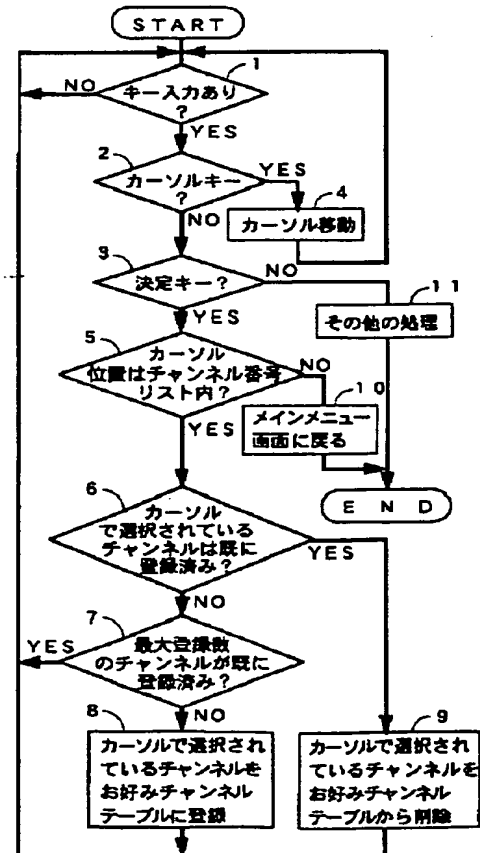 START
1
NO
キー入力あり
?
YES
2
カーソルキー
?
YES
4
カーソル移動
NO
3
決定キー?
NO
11
その他の処理
YES
5
カーソル
位置はチャンネル番号
リスト内?
NO
10
メインメニュー
画面に戻る
YES
END
6
カーソル
で選択されている
チャンネルは既に
登録済み?
YES
NO
7
YES
最大登録数
のチャンネルが既に
登録済み?
NO
8
カーソルで選択され
ているチャンネルを
お好みチャンネル
テーブルに登録
9
カーソルで選択され
ているチャンネルを
お好みチャンネル
テーブルから削除